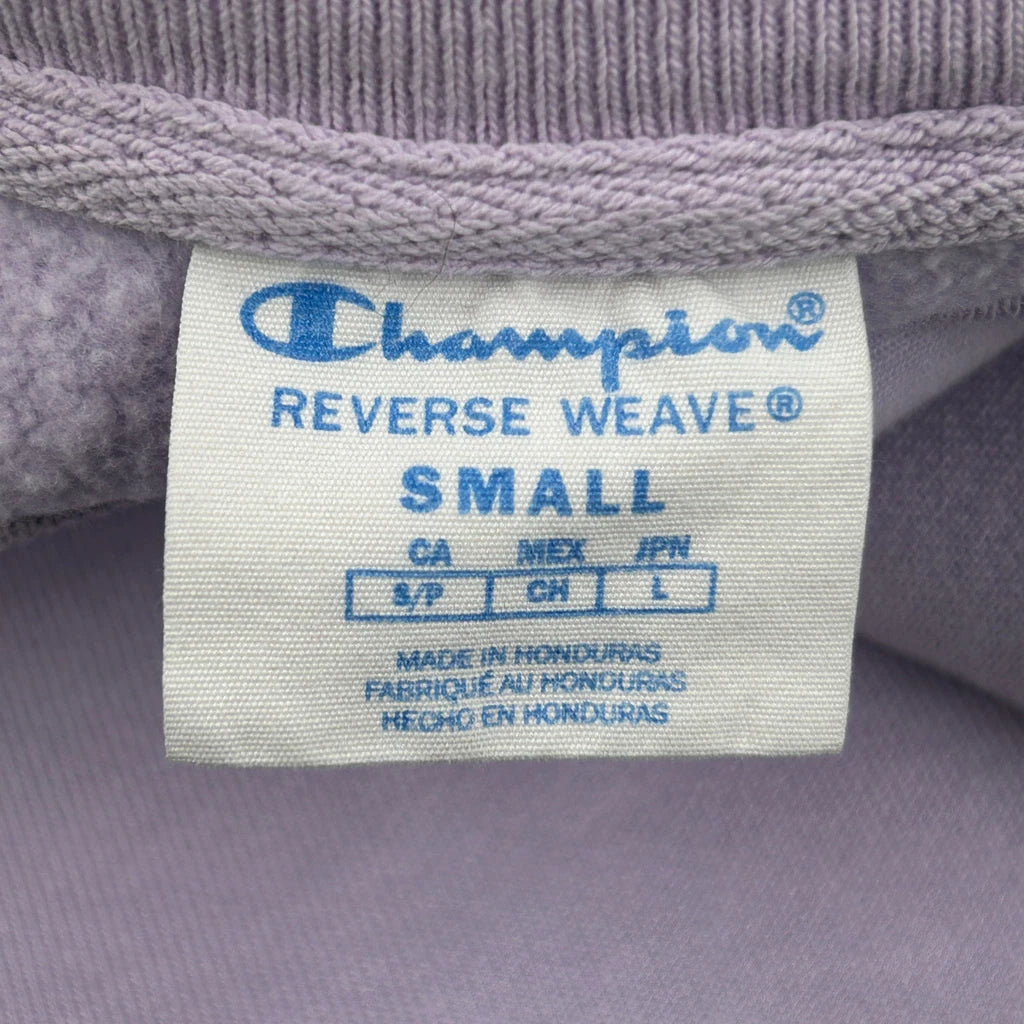 Champion®
REVERSE WEAVE®
SMALL
CA MEX JPN
S/P CH L
MADE IN HONDURAS
FABRIQUÉ AU HONDURAS
HECHO EN HONDURAS